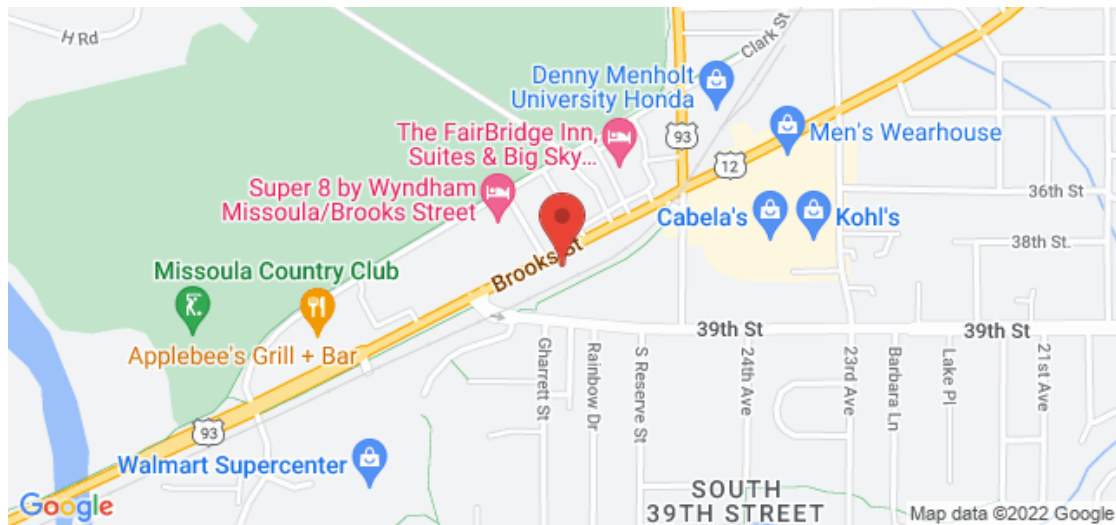 H Rd
Clark St
Denny Menholt
University Honda
93
The FairBridge Inn,
Suites & Big Sky...
Men's Wearhouse
12
Super 8 by Wyndham
Missoula/Brooks Street
36th St
Cabela's
Kohl's
38th St.
Brooks St
Missoula Country Club
39th St
39th St
Applebee's Grill + Bar
Gharrett St
Rainbow Dr
S Reserve St
24th Ave
23rd Ave
Barbara Ln
Lake Pl
21st Ave
93
Walmart Supercenter
SOUTH
39TH STREET
Google
Map data ©2022 Google